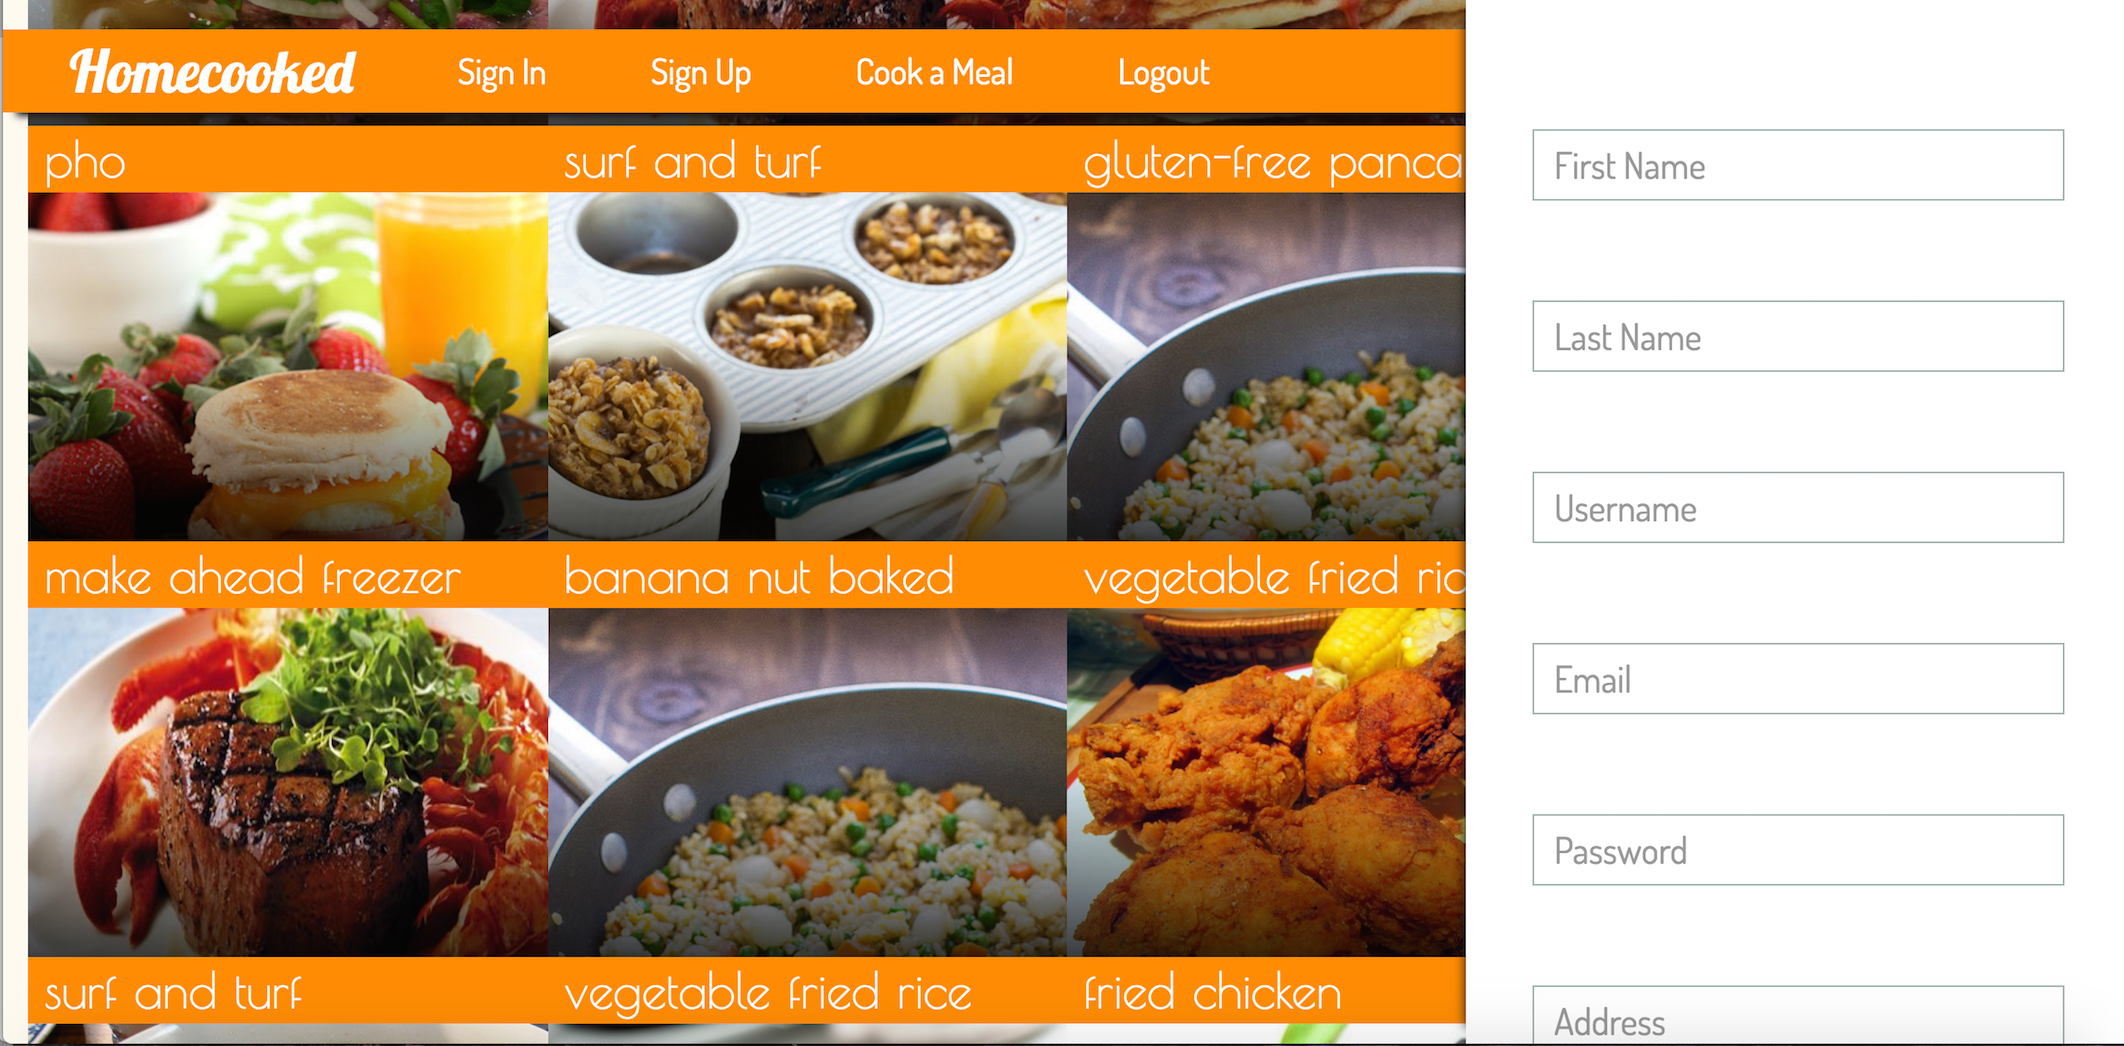 Homecooked
Sign In
Sign Up
Cook a Meal
Logout
pho
surf and turf
gluten-free panca
make ahead freezer
banana nut baked
vegetable fried ric
surf and turf
vegetable fried rice
fried chicken
First Name
Last Name
Username
Email
Password
Address